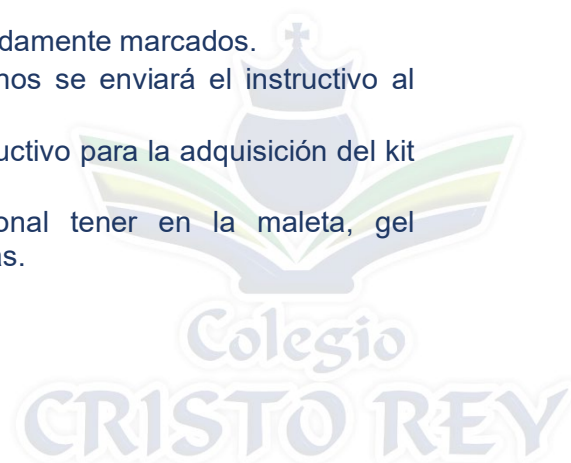 damente marcados.
nos se enviará el instructivo al
uctivo para la adquisición del kit
onal tener en la maleta, gel
s.
Colegio
CRISTO REY